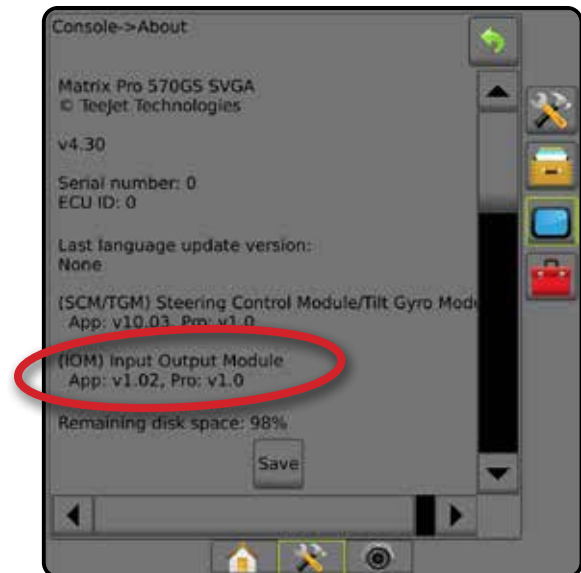 Console->About
Matrix Pro 570GS SVGA
© TeeJet Technologies
v4.30
Serial number: 0
ECU ID: 0
Last language update version:
None
(SCM/TGM) Steering Control Module/Tilt Gyro Modu
App: v10.03, Pro: v1.0
(IOM) Input Output Module
App: v1.02, Pro: v1.0
Remaining disk space: 98%
Save